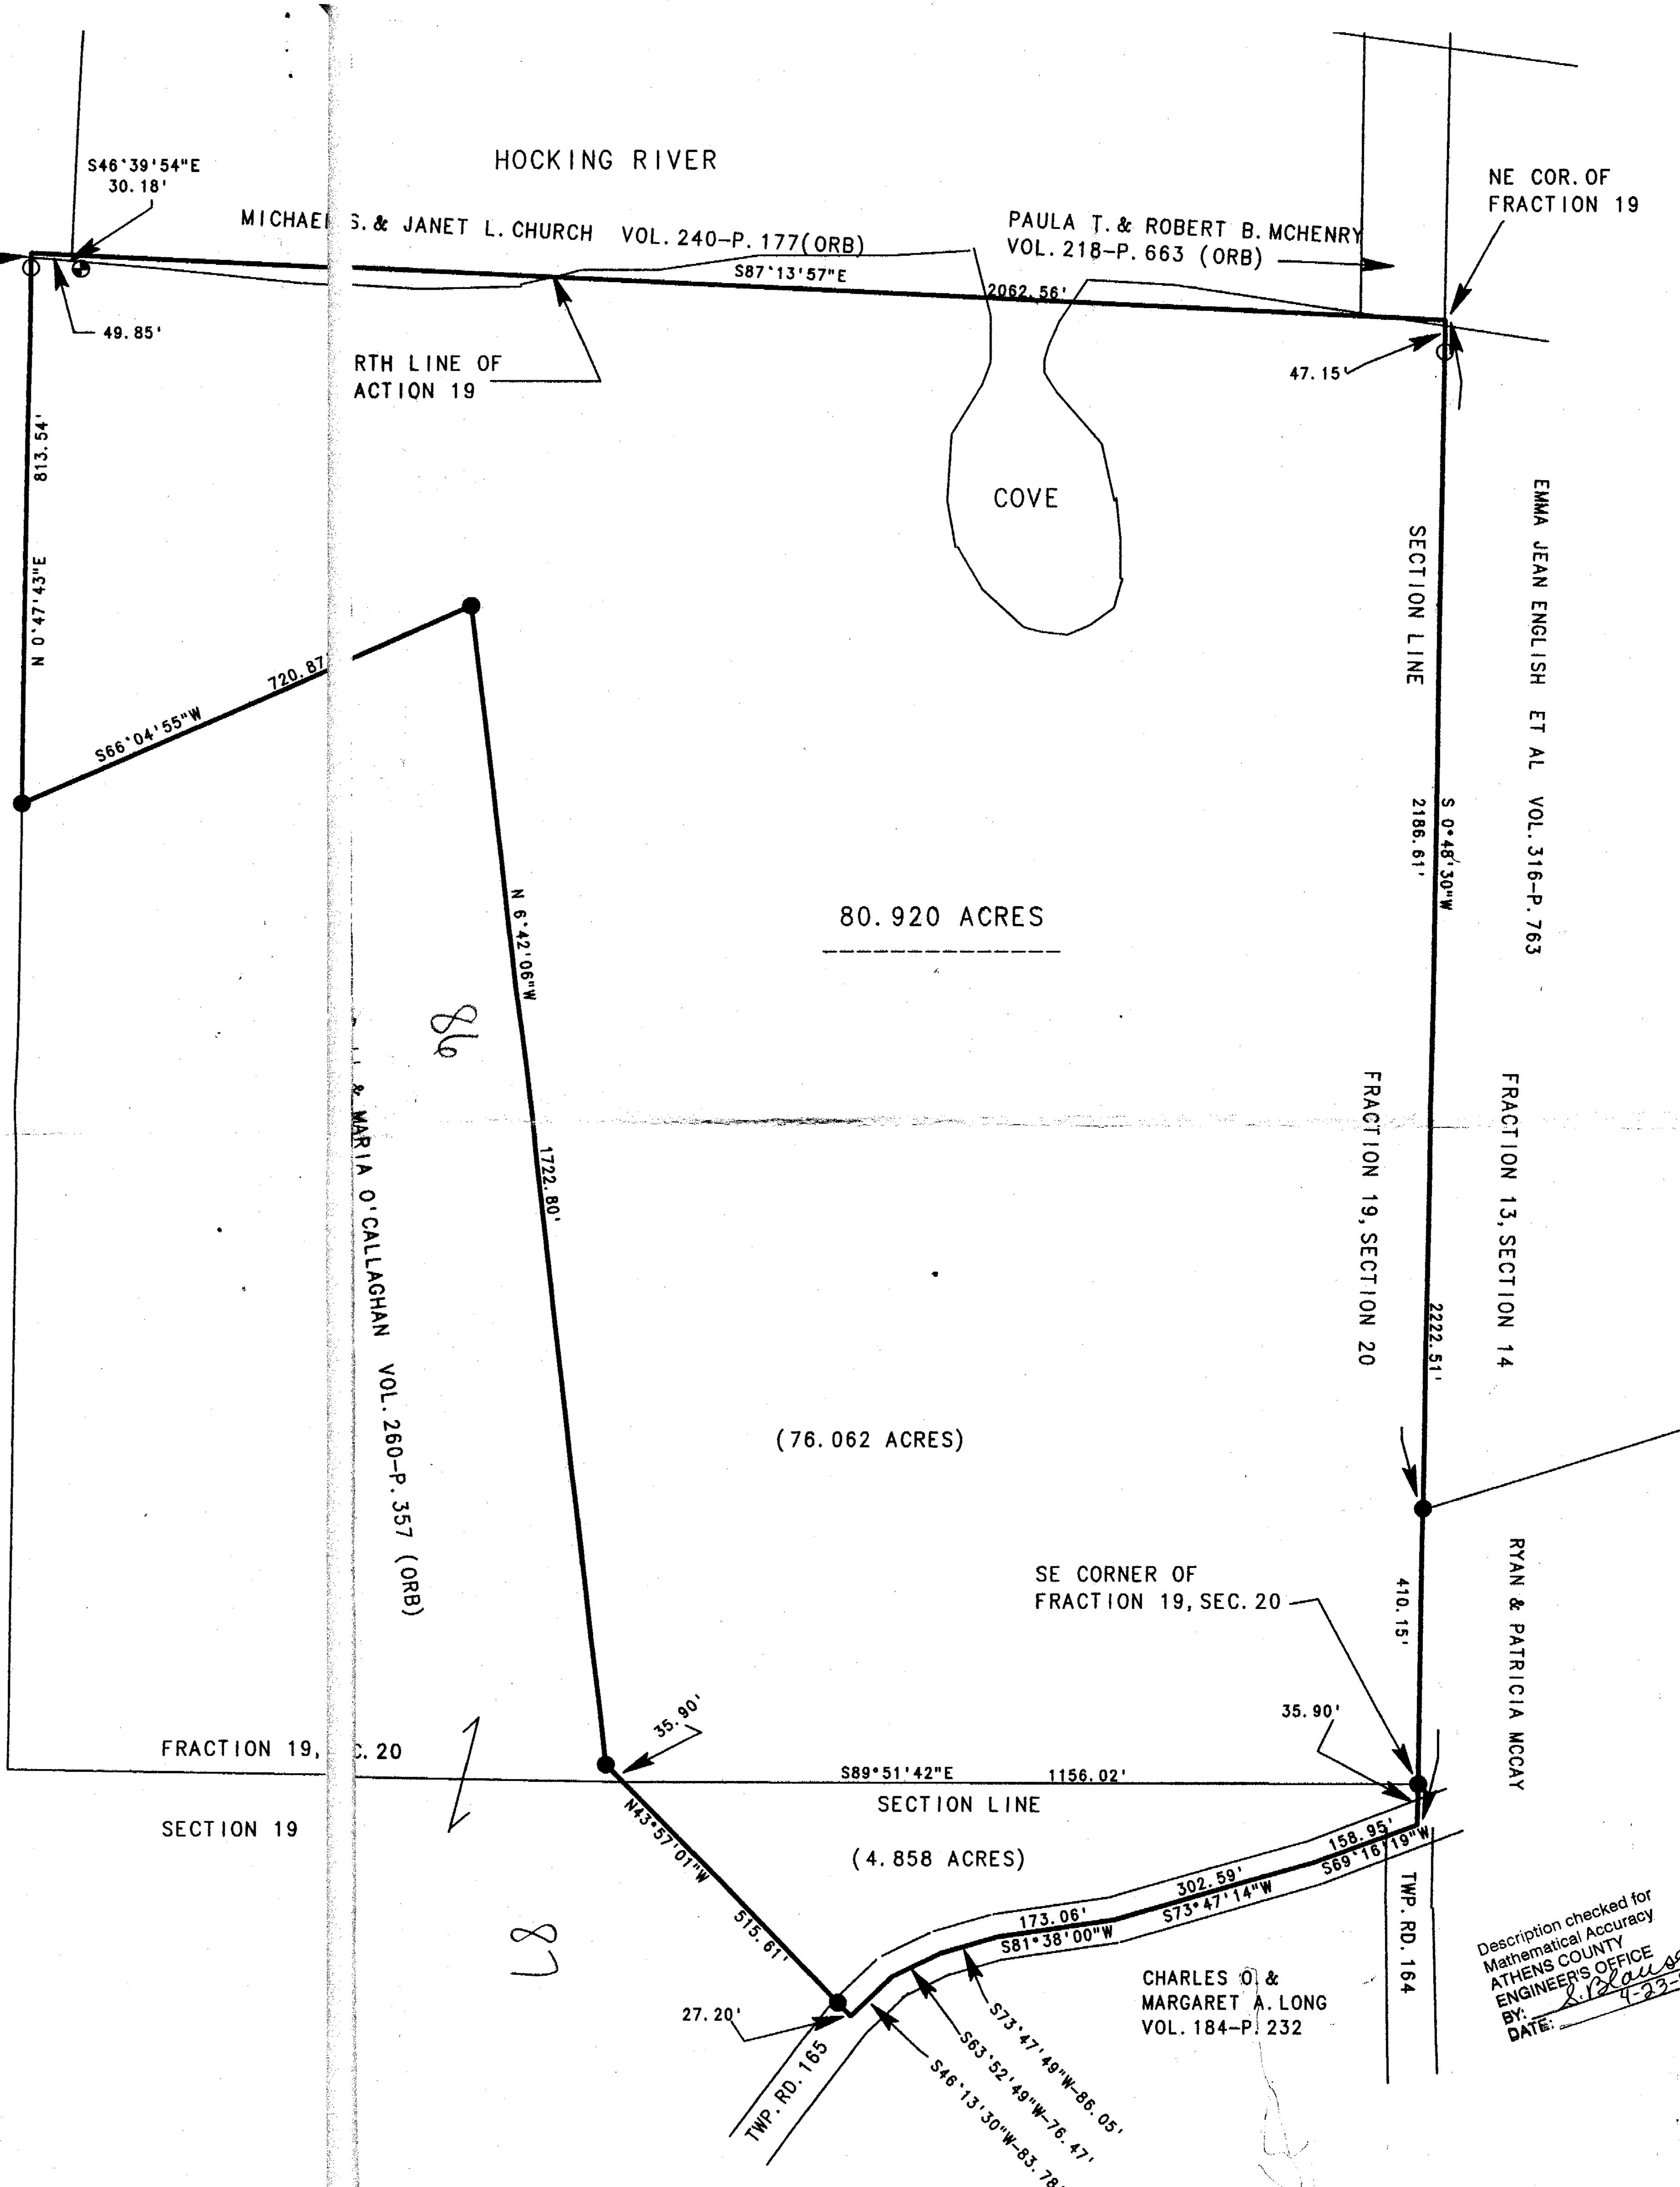 HOCKING RIVER
S46°39'54"E
30.18'
NE COR. OF
FRACTION 19
MICHAEL S. & JANET L. CHURCH VOL. 240-P. 177(ORB)
PAULA T. & ROBERT B. MCHENRY
VOL. 218-P. 663 (ORB)
S87°13'57"E
2062.56'
49.85'
47.15'
RTH LINE OF
ACTION 19
813.54'
N 0°47'43"E
COVE
SECTION LINE
EMMA JEAN ENGLISH ET AL VOL. 316-P. 763
720.87'
S66°04'55"W
S 0°48'30"W
2186.61'
N 6°42'06"W
1722.80'
80.920 ACRES
86
& MARIA O'CALLAGHAN VOL. 260-P. 357 (ORB)
FRACTION 19, SECTION 20
FRACTION 13, SECTION 14
2222.51'
(76.062 ACRES)
SE CORNER OF
FRACTION 19, SEC. 20
410.15'
RYAN & PATRICIA MCCAY
35.90'
35.90'
FRACTION 19, C. 20
S89°51'42"E 1156.02'
SECTION LINE
SECTION 19
(4.858 ACRES)
N43°57'01"W
515.61'
87
158.95'
S69°16'19"W
302.59'
S73°47'14"W
173.06'
S81°38'00"W
TWP. RD. 164
27.20'
TWP. RD. 165
S73°47'49"W-86.05'
S63°52'49"W-76.47'
S46°13'30"W-83.78'
CHARLES O. &
MARGARET A. LONG
VOL. 184-P. 232
Description checked for
Mathematical Accuracy
ATHENS COUNTY
ENGINEER'S OFFICE
BY:
DATE: 4-23-